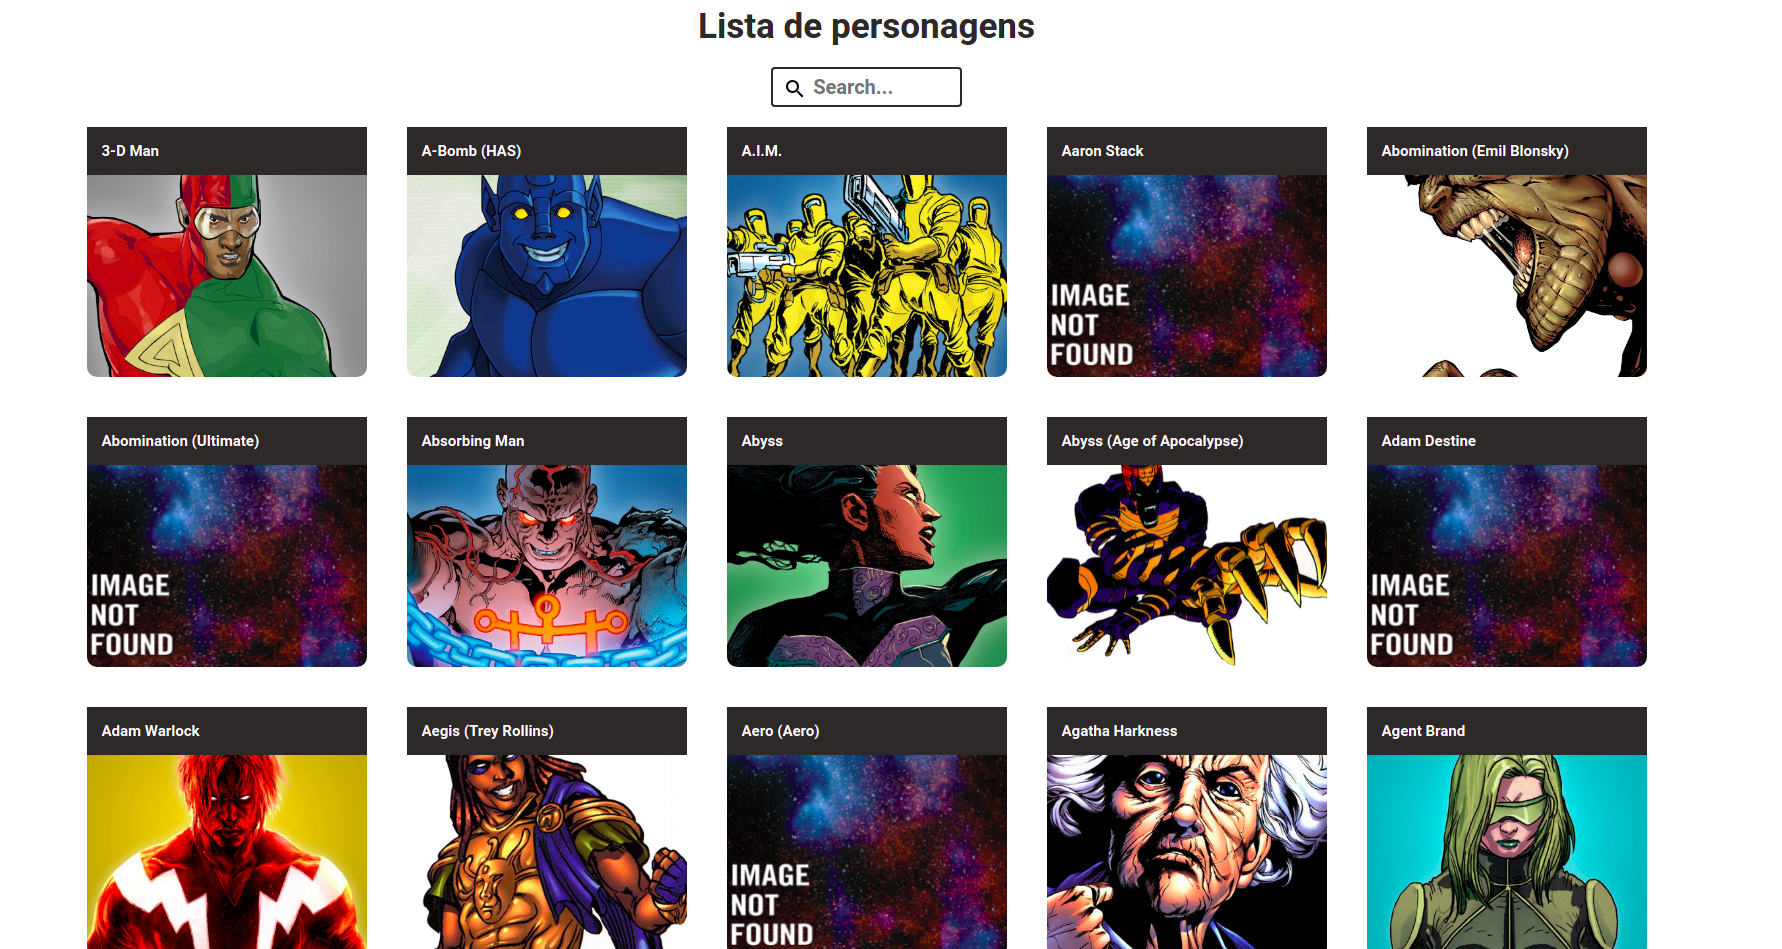 Lista de personagens
Search...
3-D Man
A-Bomb (HAS)
A.I.M.
Aaron Stack
Abomination (Emil Blonsky)
IMAGE
NOT
FOUND
Abomination (Ultimate)
Absorbing Man
Abyss
Abyss (Age of Apocalypse)
Adam Destine
IMAGE
NOT
FOUND
IMAGE
NOT
FOUND
Adam Warlock
Aegis (Trey Rollins)
Aero (Aero)
Agatha Harkness
Agent Brand
IMAGE
NOT
FOUND